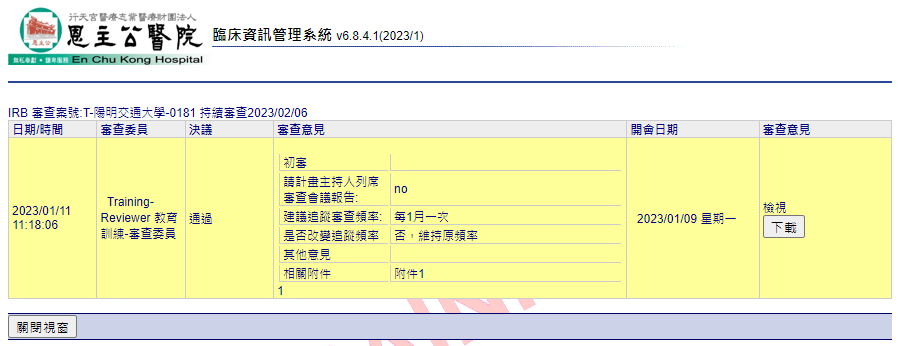 行天宮醫療志業醫療財團法人
恩主公醫院
無私奉獻・謙卑服務 En Chu Kong Hospital
臨床資訊管理系統 v6.8.4.1(2023/1)
IRB 審查案號:T-陽明交通大學-0181 持續審查2023/02/06
日期/時間 審查委員 決議 審查意見 開會日期 審查意見
2023/01/11
11:18:06
Training-
Reviewer 教育
訓練-審查委員
通過
初審
請計畫主持人列席
審查會議報告:
no
建議追蹤審查頻率: 每1月一次
是否改變追蹤頻率 否，維持原頻率
其他意見
相關附件 附件1
1
2023/01/09 星期一
檢視
下載
關閉視窗